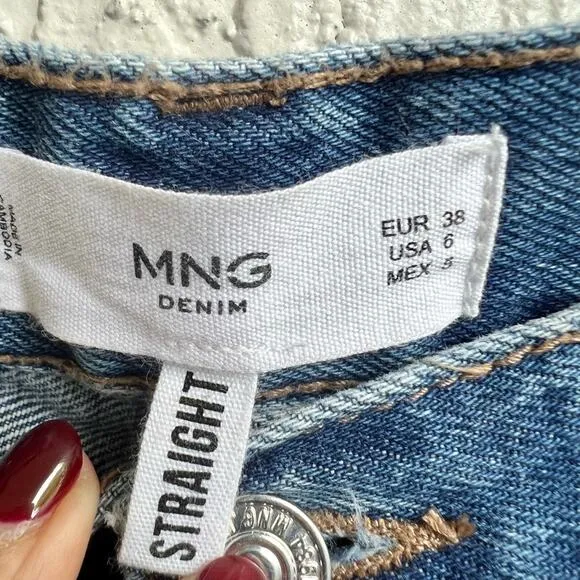 MADE IN
CAMBODIA
MNG
DENIM
EUR 38
USA 6
MEX 5
STRAIGHT